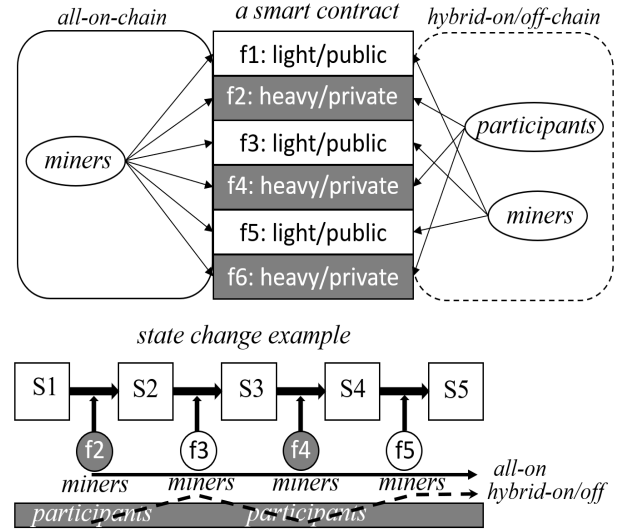 all-on-chain
a smart contract
hybrid-on/off-chain
f1: light/public
f2: heavy/private
f3: light/public
f4: heavy/private
f5: light/public
f6: heavy/private
miners
participants
miners
state change example
S1 S2 S3 S4 S5
f2 f3 f4 f5
miners miners miners miners
all-on
hybrid-on/off
participants participants